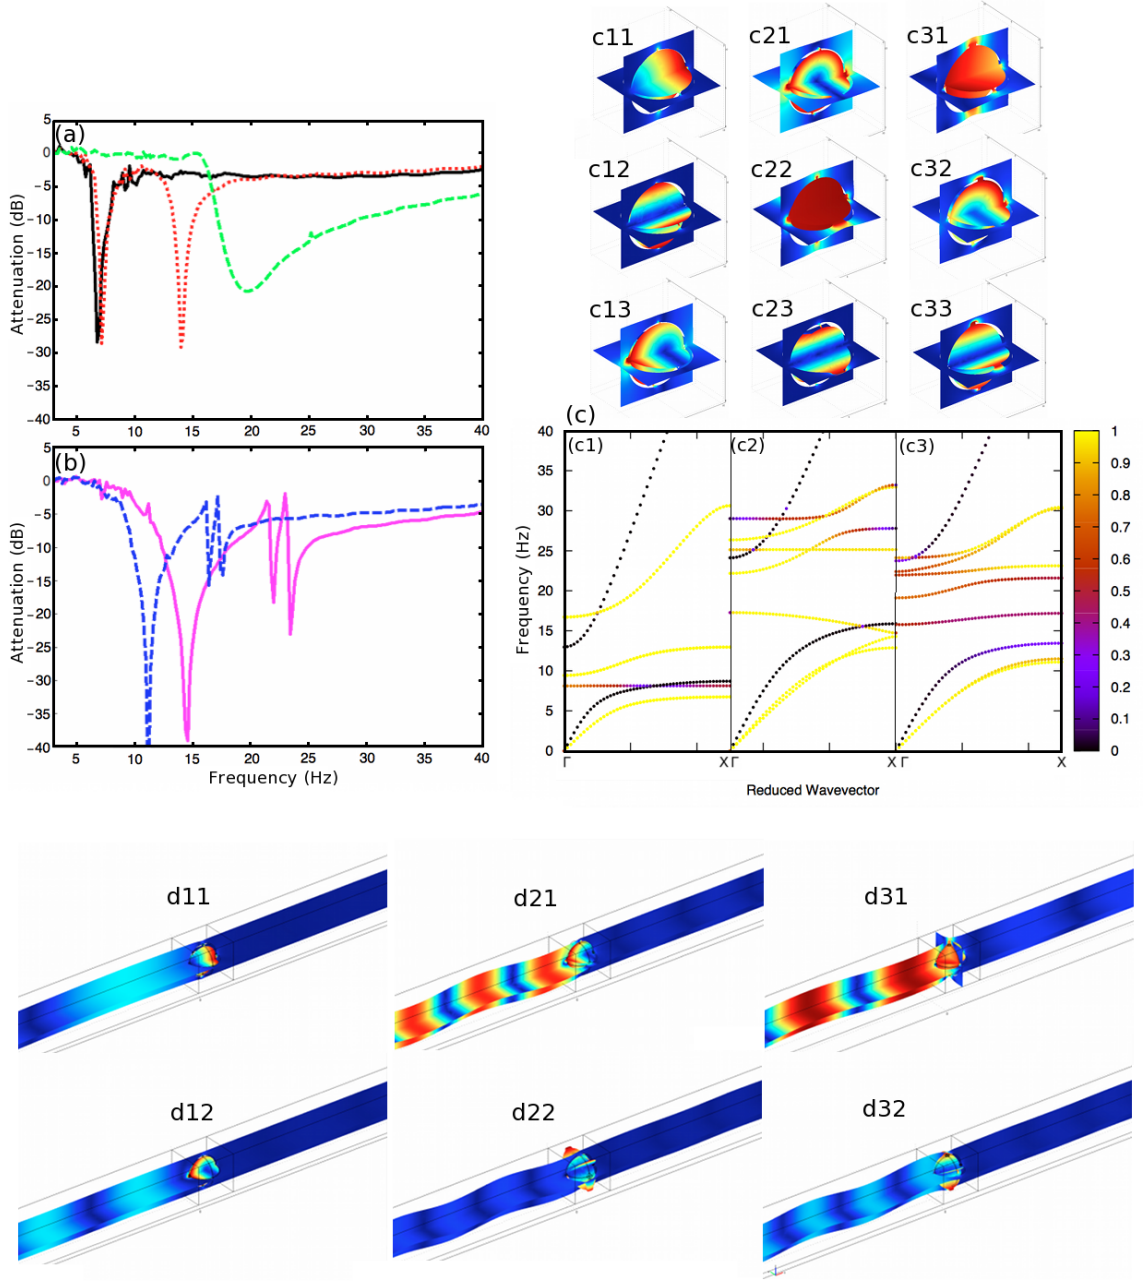 c11
c21
c31
c12
c22
c32
c13
c23
c33
(a)
Attenuation (dB)
5
0
−5
−10
−15
−20
−25
−30
−35
−40
5 10 15 20 25 30 35 40
(b)
Attenuation (dB)
5
0
−5
−10
−15
−20
−25
−30
−35
−40
5 10 15 20 25 30 35 40
Frequency (Hz)
(c)
(c1)
(c2)
(c3)
Frequency (Hz)
40
35
30
25
20
15
10
5
0
Γ X Γ X Γ X
Reduced Wavevector
1
0.9
0.8
0.7
0.6
0.5
0.4
0.3
0.2
0.1
0
d11
d21
d31
d12
d22
d32